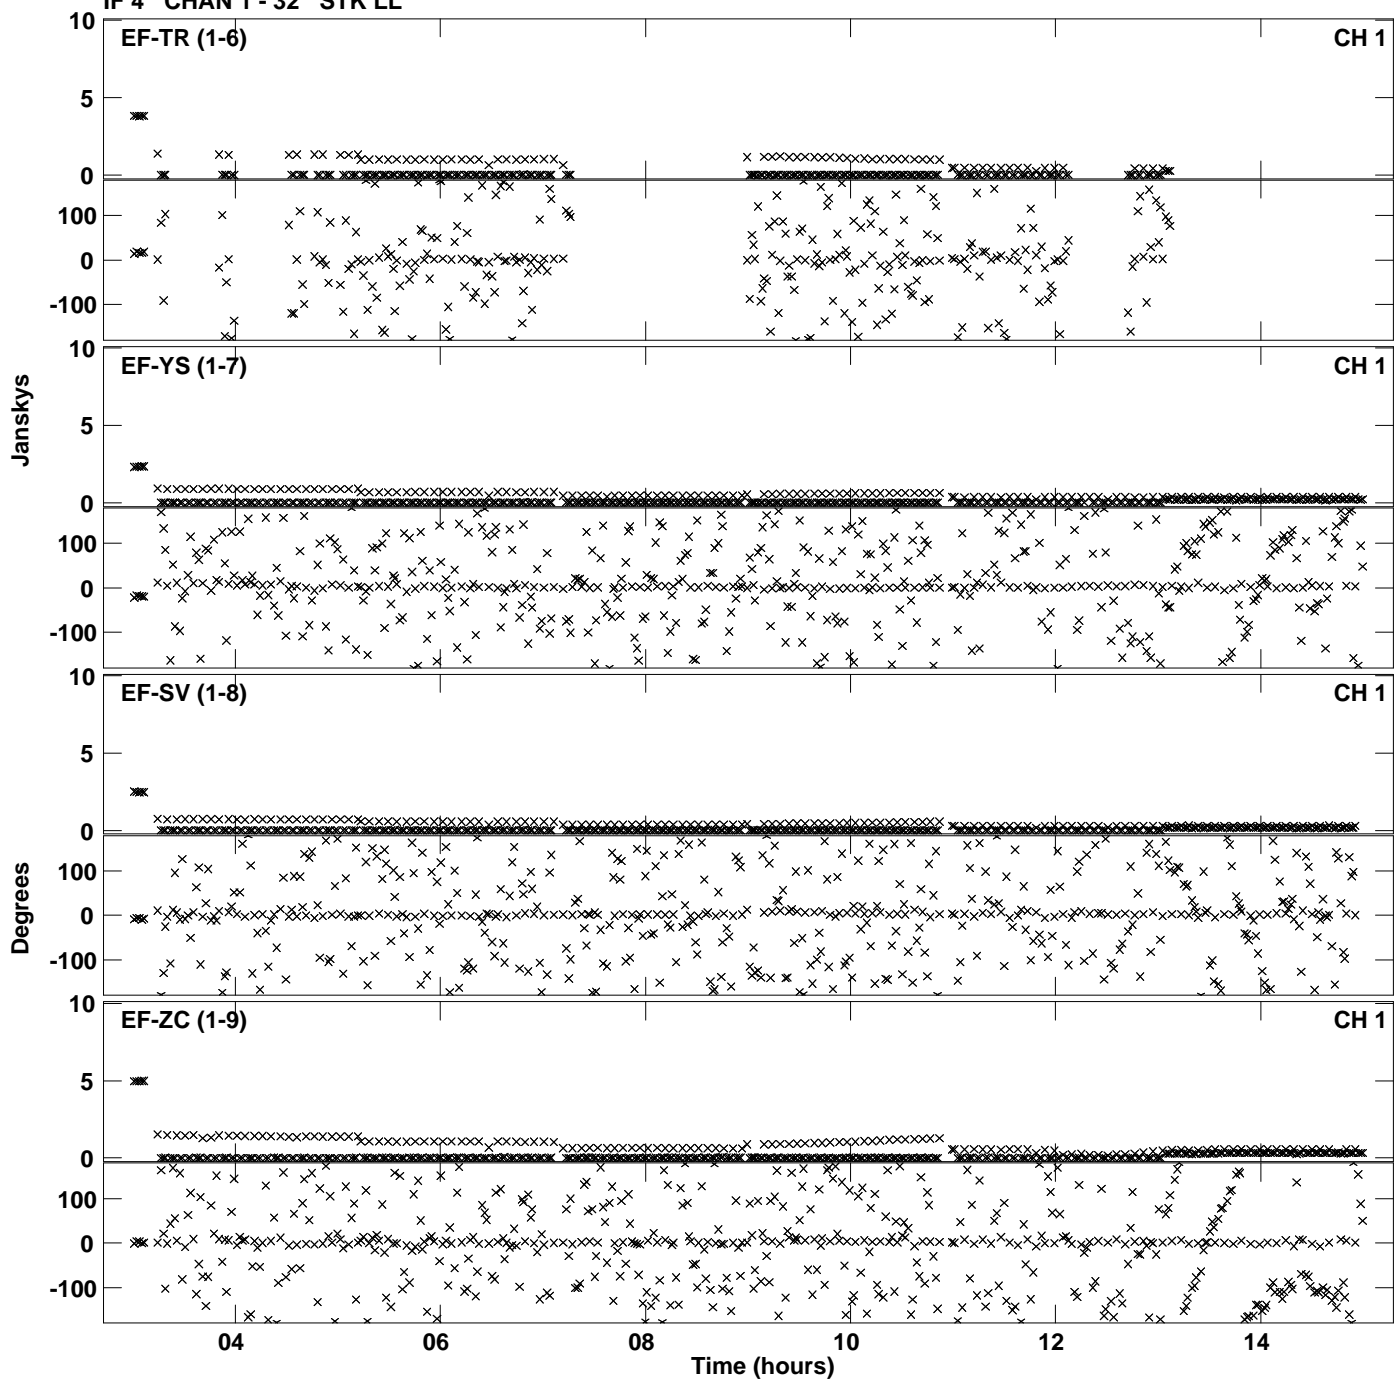 IF 4 CHAN 1 - 32 STK LL
EF-TR (1-6) CH 1
10
5
0
100
0
-100
EF-YS (1-7) CH 1
10
5
0
100
0
-100
EF-SV (1-8) CH 1
10
5
0
100
0
-100
EF-ZC (1-9) CH 1
10
5
0
100
0
-100
Janskys
Degrees
04 06 08 10 12 14
Time (hours)